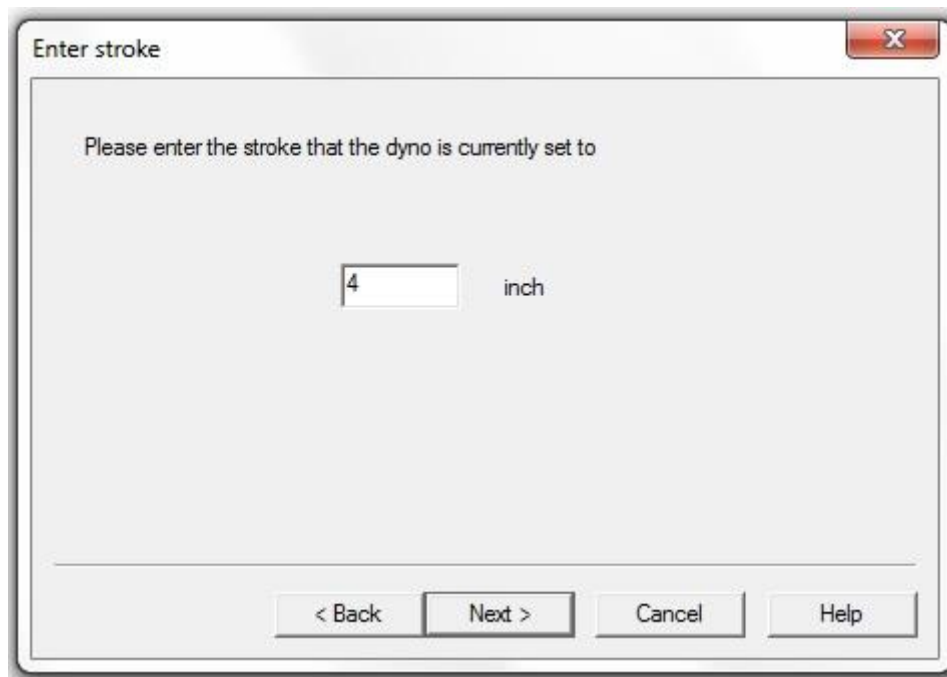 Enter stroke
Please enter the stroke that the dyno is currently set to
4 inch
< Back Next > Cancel Help